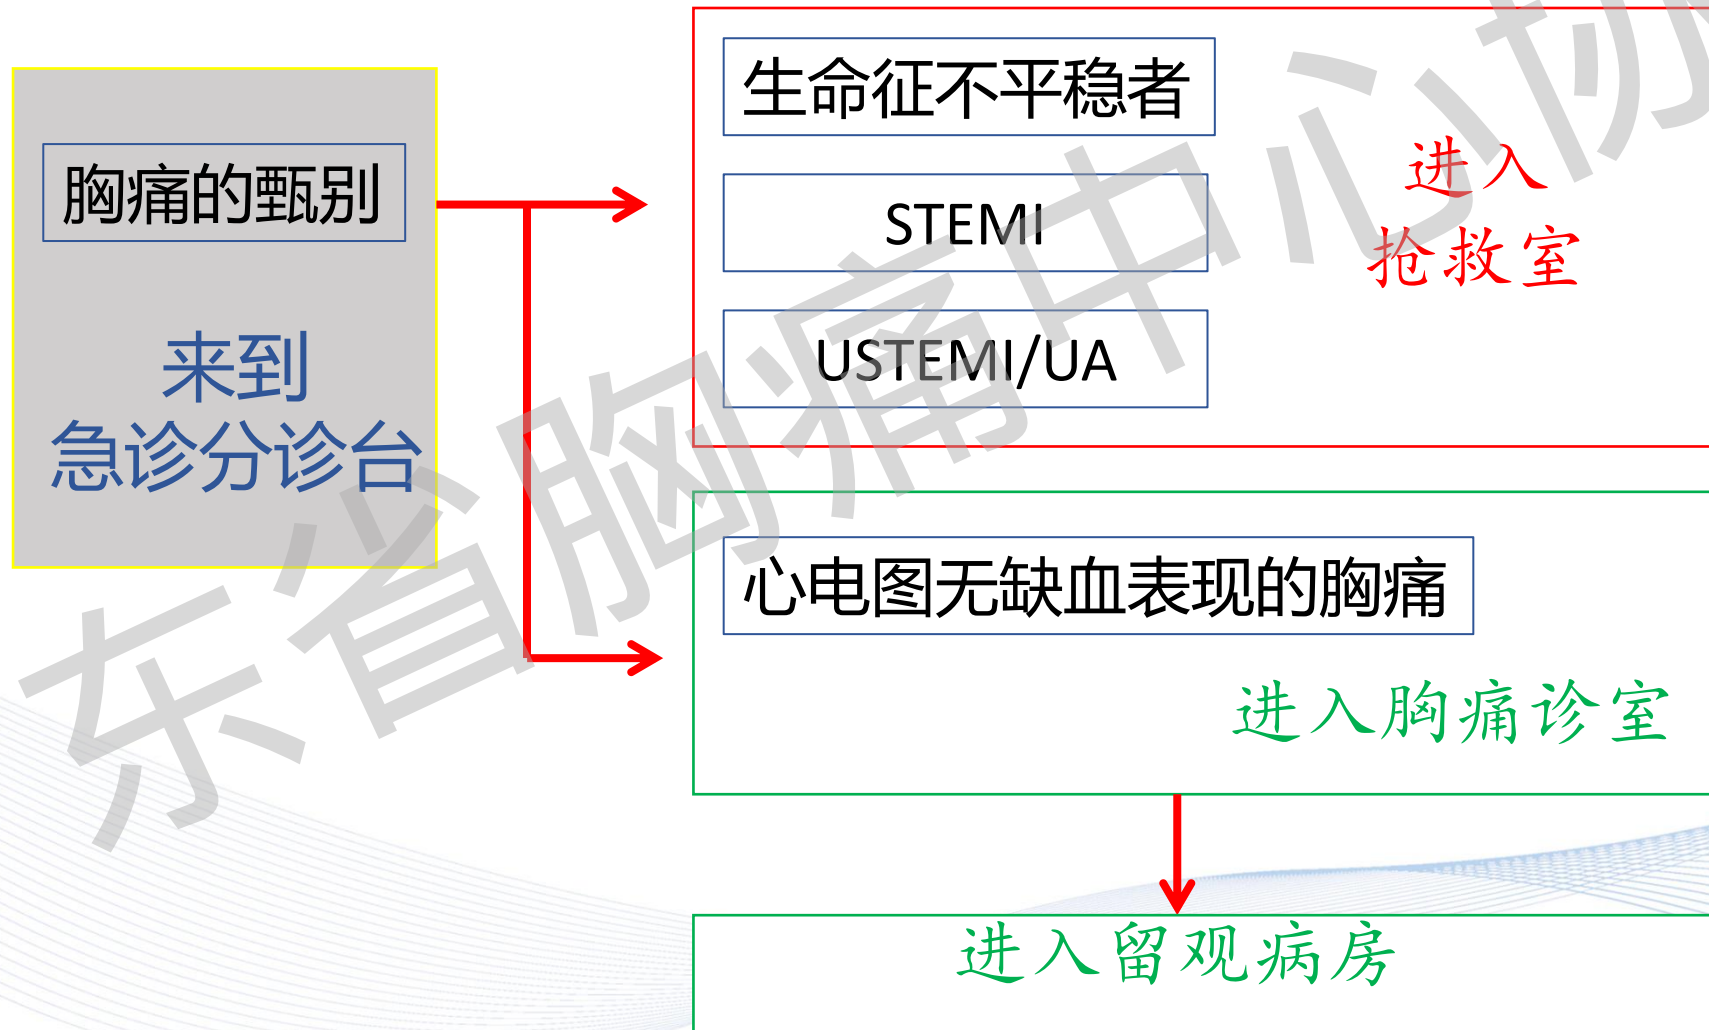 胸痛的甄别
来到
急诊分诊台
生命征不平稳者
STEMI
USTEMI/UA
进入
抢救室
心电图无缺血表现的胸痛
进入胸痛诊室
进入留观病房
东省胸痛中心协